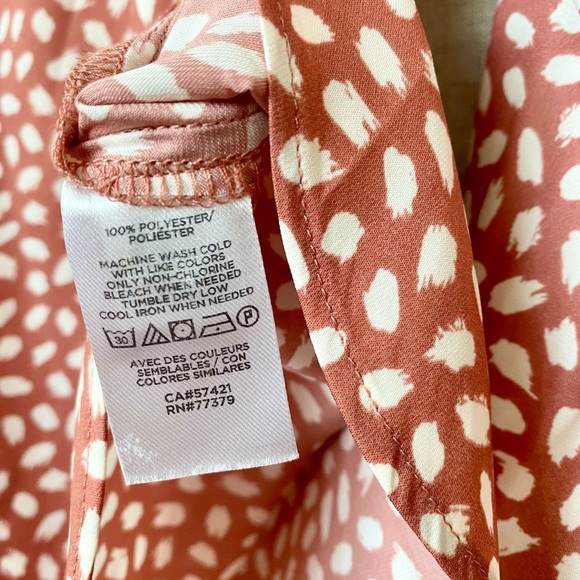 100% POLYESTER/
POLIÉSTER
MACHINE WASH COLD
WITH LIKE COLORS
ONLY NON-CHLORINE
BLEACH WHEN NEEDED
TUMBLE DRY LOW
COOL IRON WHEN NEEDED
30 P
AVEC DES COULEURS
SEMBLABLES / CON
COLORES SIMILARES
CA#57421
RN#77379